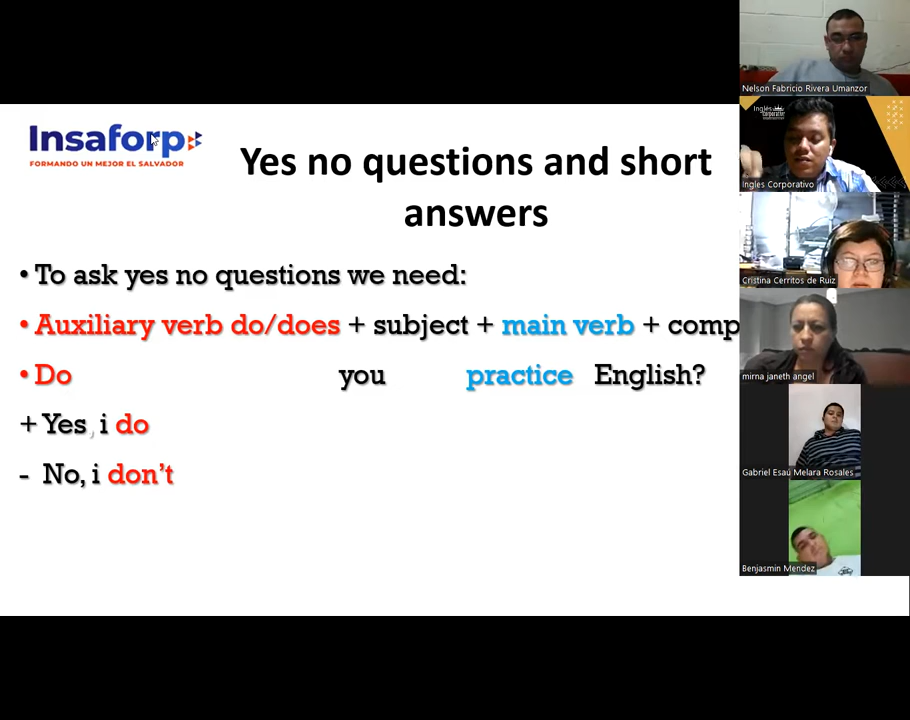 Insaforp
FORMANDO UN MEJOR EL SALVADOR
Yes no questions and short
answers
• To ask yes no questions we need:
• Auxiliary verb do/does + subject + main verb + comp
• Do you practice English?
+ Yes, i do
- No, i don't
Nelson Fabricio Rivera Umanzor
Inglés
Corporativo
Ingles Corporativo
Cristina Cerritos de Ruiz
mirna janeth angel
Gabriel Esaú Melara Rosales
Benjasmin Mendez